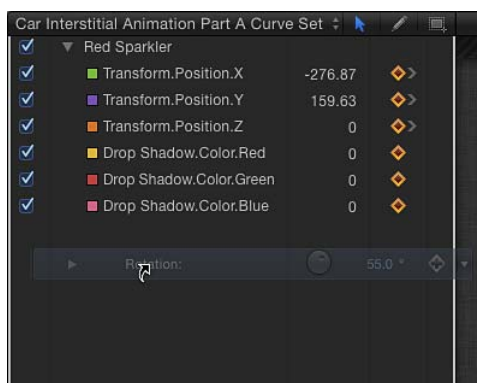 Car Interstitial Animation Part A Curve Set
Red Sparkler
Transform.Position.X -276.87
Transform.Position.Y 159.63
Transform.Position.Z 0
Drop Shadow.Color.Red 0
Drop Shadow.Color.Green 0
Drop Shadow.Color.Blue 0
Rotation: 55.0 °